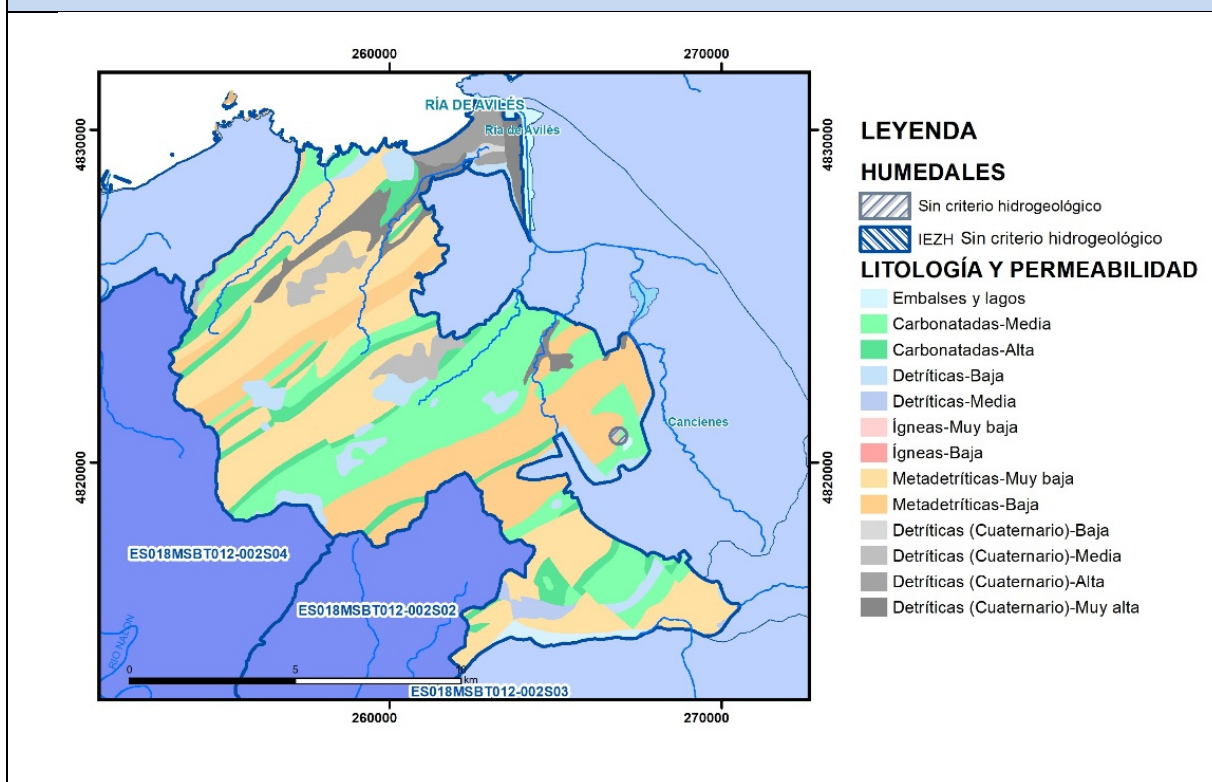 260000
270000
RÍA DE AVILÉS
Ría de Avilés
4830000
4830000
Cancienes
4820000
4820000
ES018MSBT012-002S04
ES018MSBT012-002S02
RIO NALON
0
5
km
ES018MSBT012-002S03
260000
270000
LEYENDA
HUMEDALES
Sin criterio hidrogeológico
IEZH Sin criterio hidrogeológico
LITOLOGÍA Y PERMEABILIDAD
Embalses y lagos
Carbonatadas-Media
Carbonatadas-Alta
Detríticas-Baja
Detríticas-Media
Ígneas-Muy baja
Ígneas-Baja
Metadetríticas-Muy baja
Metadetríticas-Baja
Detríticas (Cuaternario)-Baja
Detríticas (Cuaternario)-Media
Detríticas (Cuaternario)-Alta
Detríticas (Cuaternario)-Muy alta